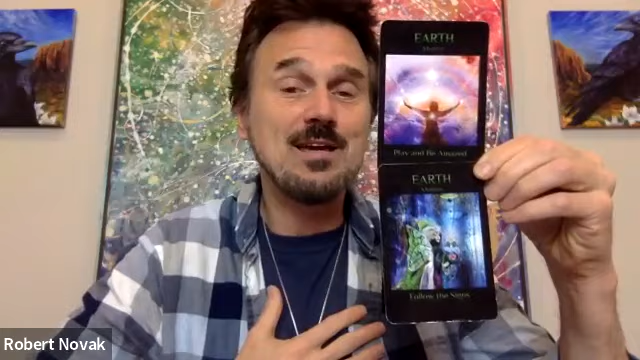 EARTH
Play and Be Amazed
EARTH
Follow the Signs
Robert Novak